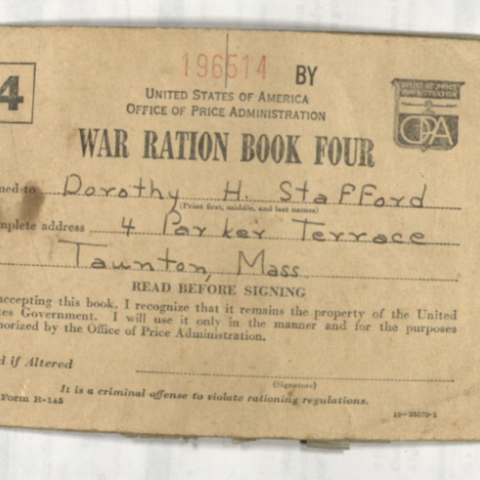 4
196514 BY
UNITED STATES OF AMERICA
OFFICE OF PRICE ADMINISTRATION
OPA
WAR RATION BOOK FOUR
ned to Dorothy H. Stafford
(Print first, middle, and last names)
mplete address 4 Parker Terrace
Taunton, Mass
READ BEFORE SIGNING
accepting this book, I recognize that it remains the property of the United
tes Government. I will use it only in the manner and for the purposes
horized by the Office of Price Administration.
d if Altered
(Signature)
It is a criminal offense to violate rationing regulations.
Form R-145